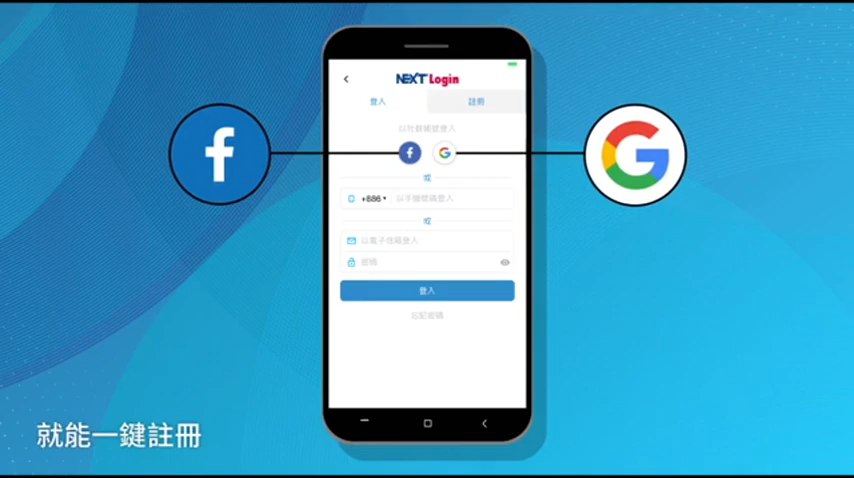 NEXT Login
登入
註冊
以社群帳號登入
或
+886
以手機號碼登入
或
以電子信箱登入
密碼
登入
忘記密碼
就能一鍵註冊